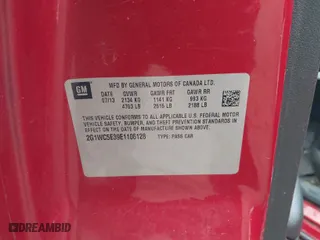 GM
MFD BY GENERAL MOTORS OF CANADA LTD.
DATE GVWR GAWR FRT GAWR RR
07/13 2134 KG 1141 KG 993 KG
4703 LB 2515 LB 2188 LB
THIS VEHICLE CONFORMS TO ALL APPLICABLE U.S. FEDERAL MOTOR VEHICLE SAFETY, BUMPER, AND THEFT PREVENTION STANDARDS IN EFFECT ON THE DATE OF MANUFACTURE SHOWN ABOVE.
TYPE: PASS CAR
DREAMBID